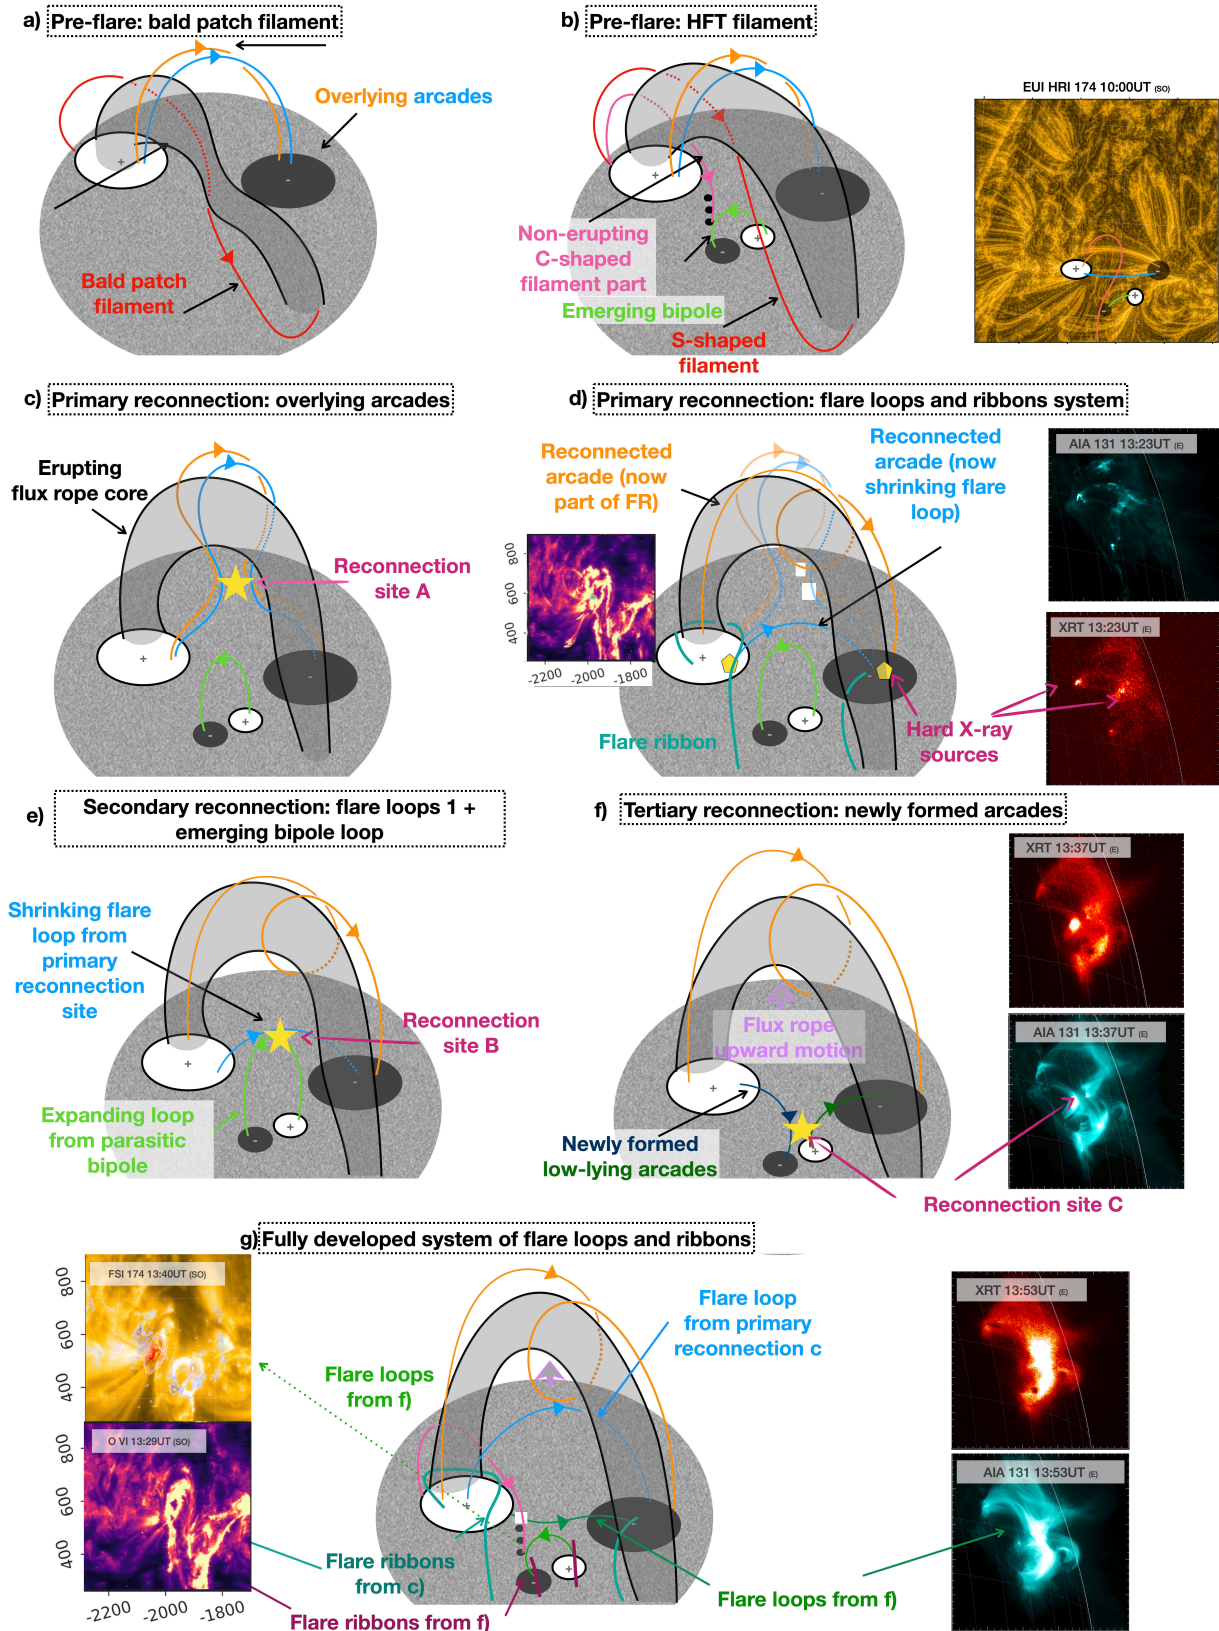 a) Pre-flare: bald patch filament
Overlying arcades
+
-
Bald patch
filament
b) Pre-flare: HFT filament
+
-
-
+
Non-erupting
C-shaped
filament part
Emerging bipole
S-shaped
filament
EUI HRI 174 10:00UT (SO)
+
-
-
+
c) Primary reconnection: overlying arcades
Erupting
flux rope core
Reconnection
site A
+
-
-
+
d) Primary reconnection: flare loops and ribbons system
Reconnected
arcade (now
part of FR)
Reconnected
arcade (now
shrinking flare
loop)
800
600
400
-2200 -2000 -1800
+
-
-
+
Flare ribbon
Hard X-ray
sources
AIA 131 13:23UT (E)
XRT 13:23UT (E)
e) Secondary reconnection: flare loops 1 +
emerging bipole loop
Shrinking flare
loop from
primary
reconnection
site
Reconnection
site B
+
-
-
+
Expanding loop
from parasitic
bipole
f) Tertiary reconnection: newly formed arcades
Flux rope
upward motion
+
-
-
+
Newly formed
low-lying arcades
Reconnection site C
XRT 13:37UT (E)
AIA 131 13:37UT (E)
g) Fully developed system of flare loops and ribbons
FSI 174 13:40UT (SO)
800
600
400
O VI 13:29UT (SO)
800
600
400
-2200 -2000 -1800
Flare loops
from f)
Flare loop
from primary
reconnection c
+
-
-
+
Flare ribbons
from c)
Flare ribbons from f)
Flare loops from f)
XRT 13:53UT (E)
AIA 131 13:53UT (E)